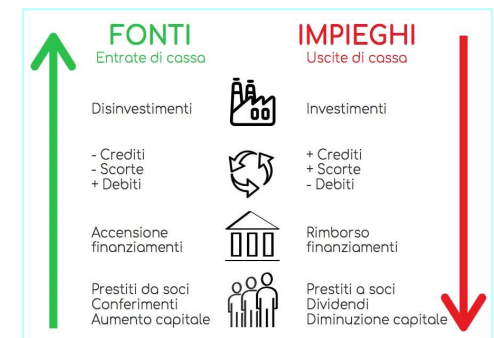 FONTI
Entrate di cassa
IMPIEGHI
Uscite di cassa
Disinvestimenti
Investimenti
- Crediti
- Scorte
+ Debiti
+ Crediti
+ Scorte
- Debiti
Accensione
finanziamenti
Rimborso
finanziamenti
Prestiti da soci
Conferimenti
Aumento capitale
Prestiti a soci
Dividendi
Diminuzione capitale